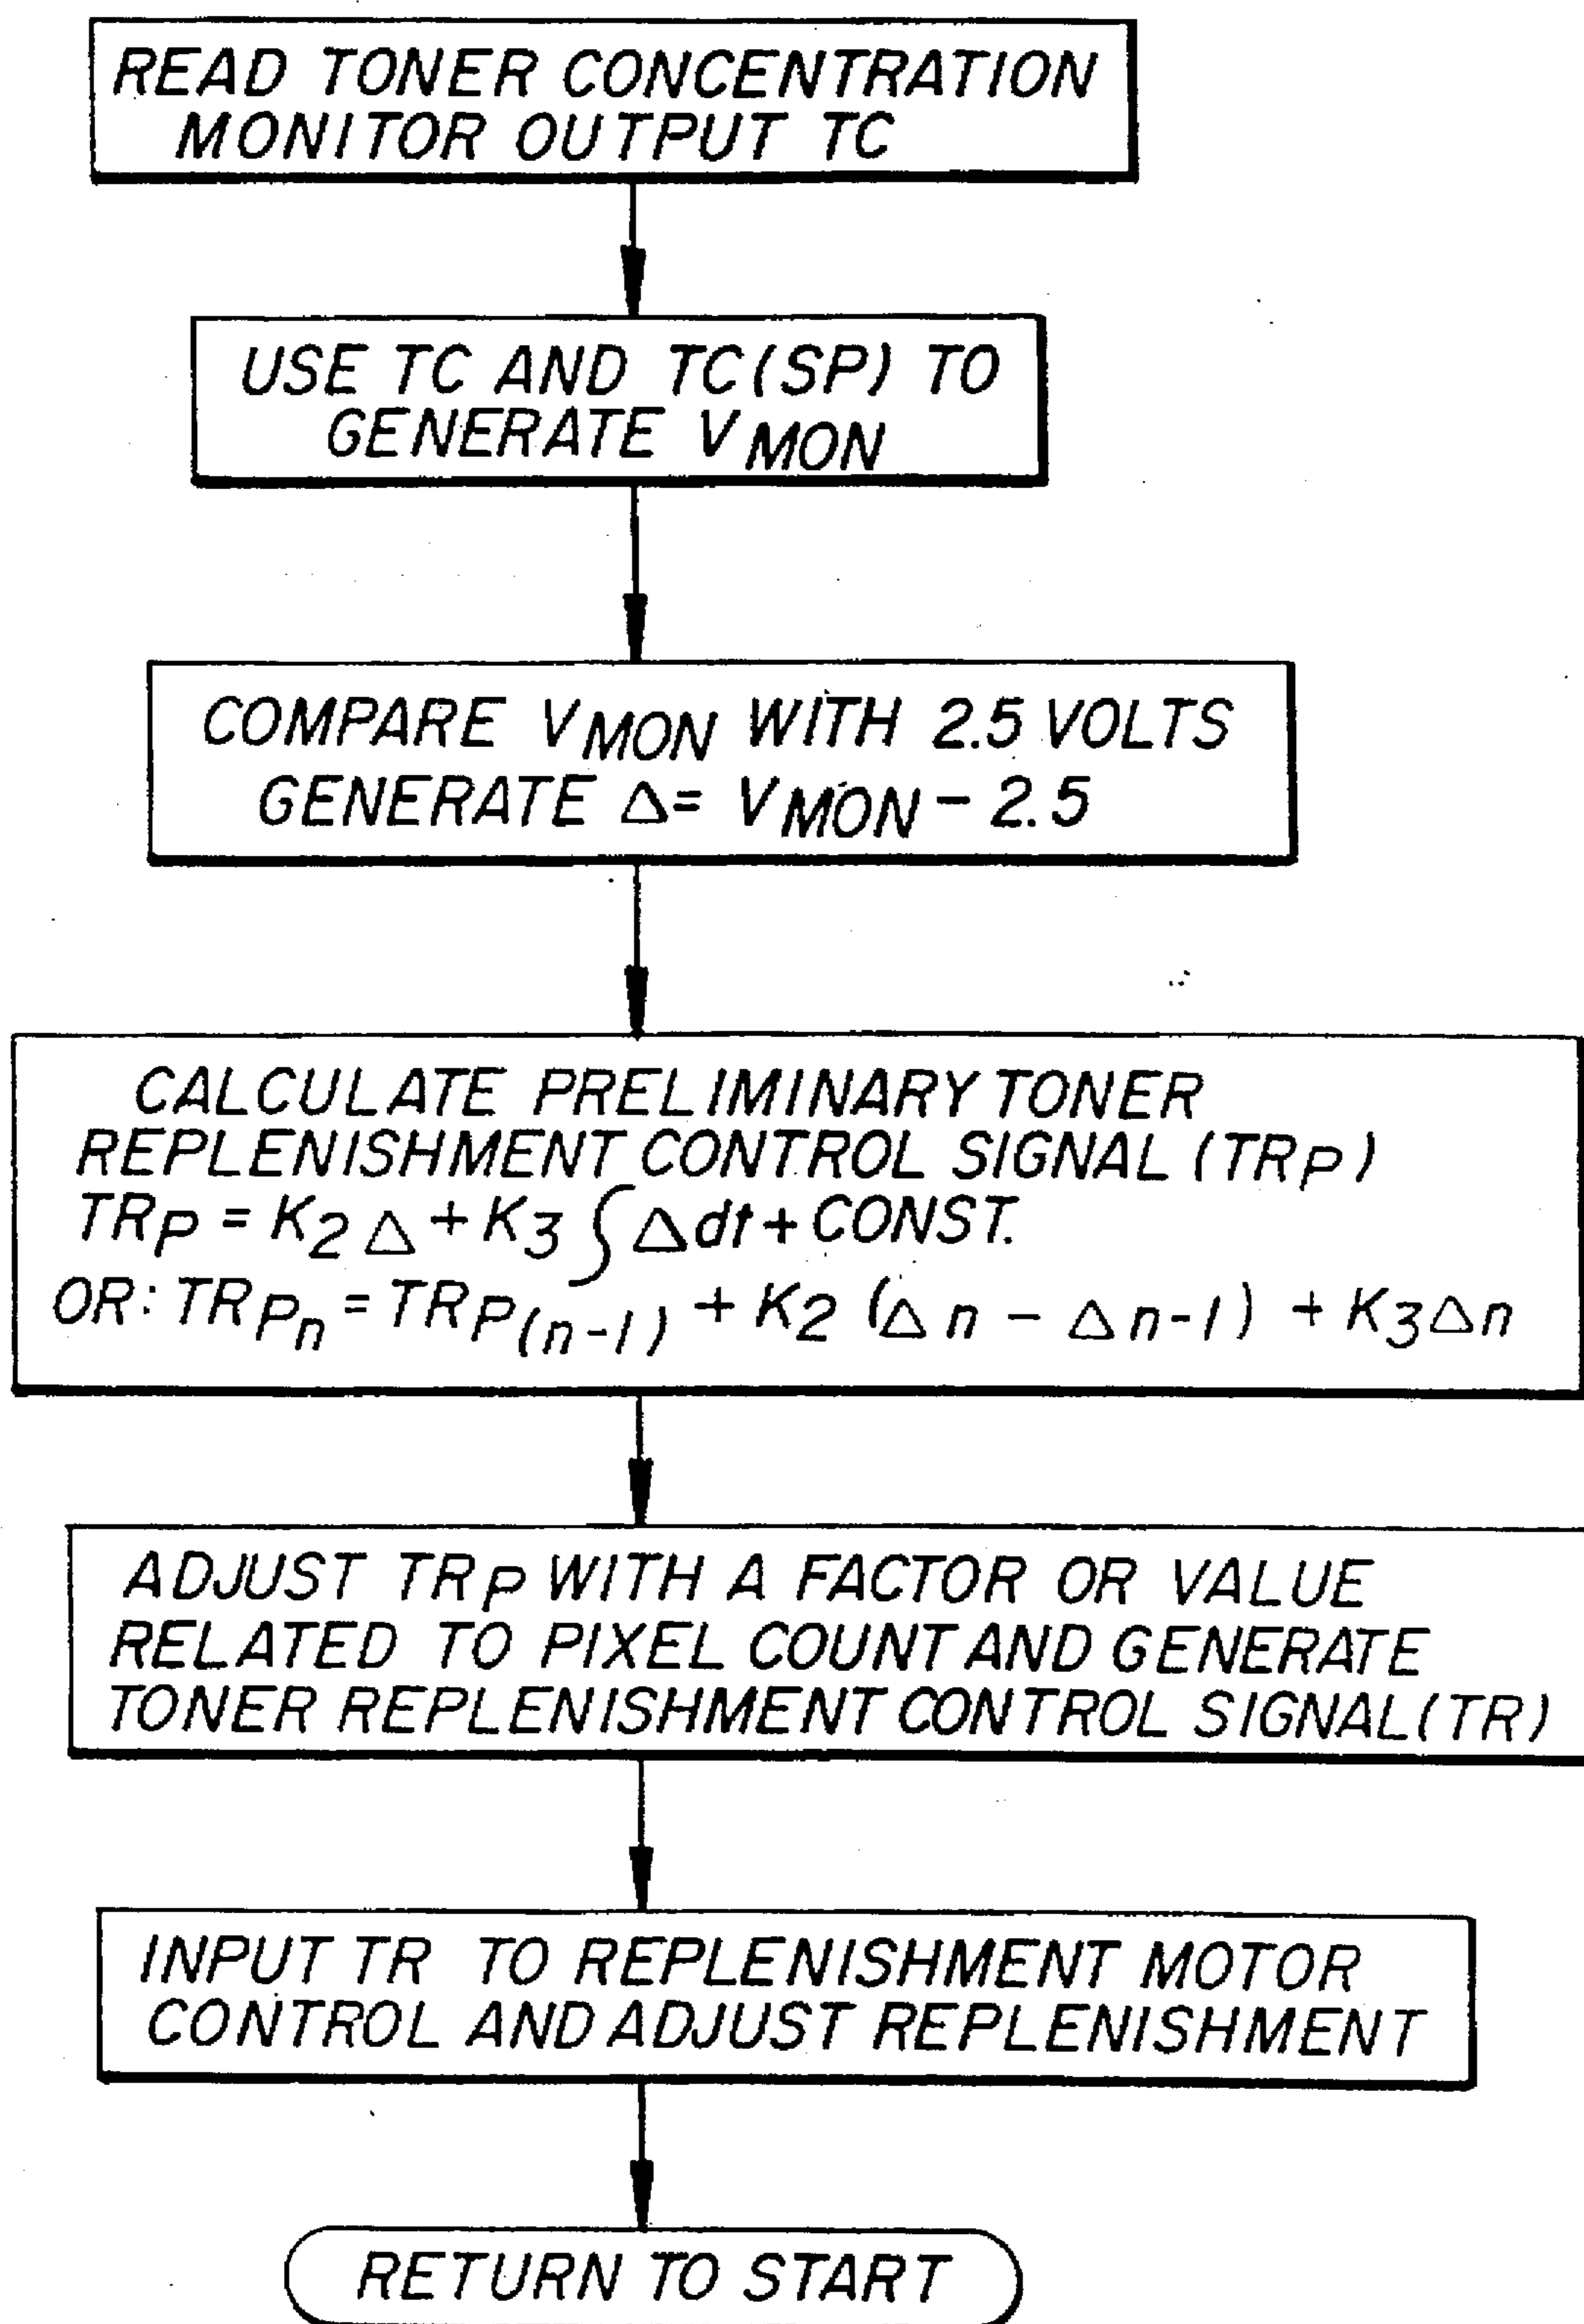 READ TONER CONCENTRATION
MONITOR OUTPUT TC
USE TC AND TC(SP) TO
GENERATE VMON
COMPARE VMON WITH 2.5 VOLTS
GENERATE Δ= VMON - 2.5
CALCULATE PRELIMINARY TONER
REPLENISHMENT CONTROL SIGNAL (TRP)
TRP = K2 Δ + K3 ∫ Δdt + CONST.
OR: TRPn = TRP(n-1) + K2 (Δn - Δn-1) + K3Δn
ADJUST TRP WITH A FACTOR OR VALUE
RELATED TO PIXEL COUNT AND GENERATE
TONER REPLENISHMENT CONTROL SIGNAL(TR)
INPUT TR TO REPLENISHMENT MOTOR
CONTROL AND ADJUST REPLENISHMENT
RETURN TO START